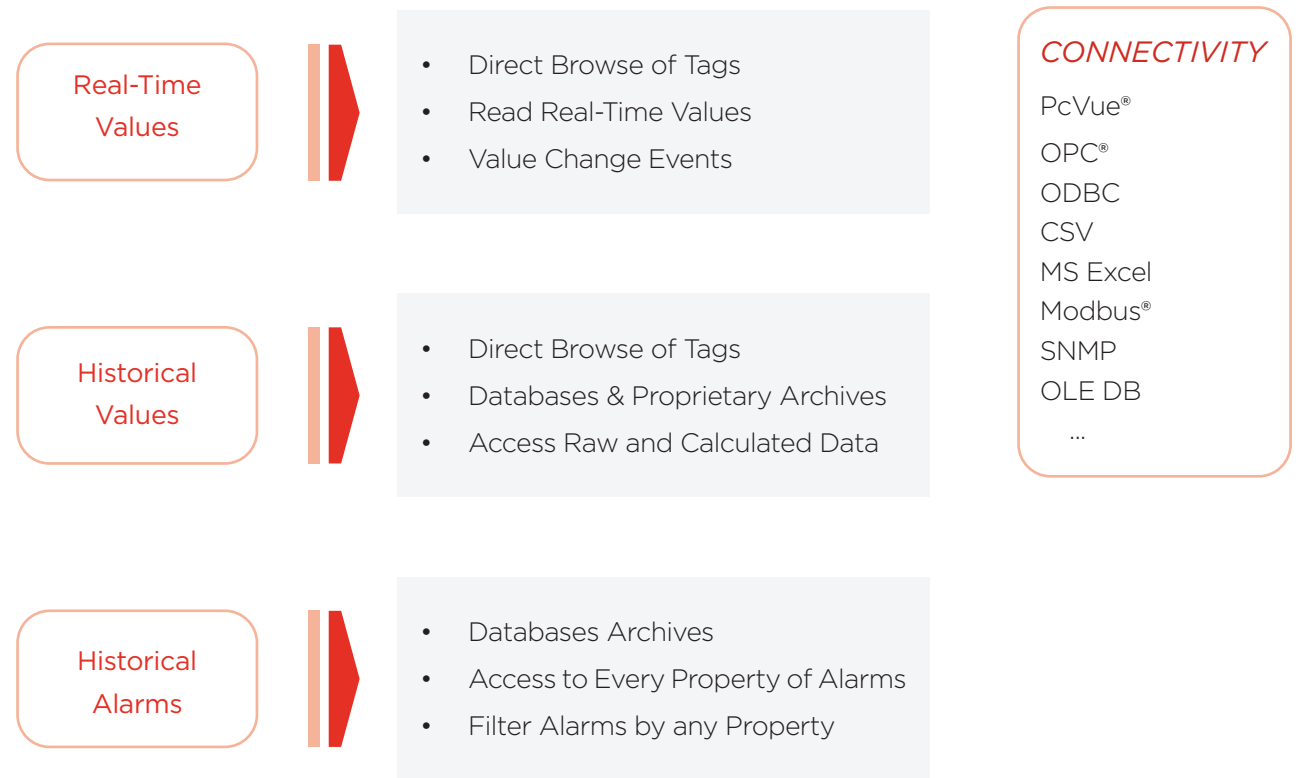 Real-Time
Values
• Direct Browse of Tags
• Read Real-Time Values
• Value Change Events
Historical
Values
• Direct Browse of Tags
• Databases & Proprietary Archives
• Access Raw and Calculated Data
Historical
Alarms
• Databases Archives
• Access to Every Property of Alarms
• Filter Alarms by any Property
CONNECTIVITY
PcVue®
OPC®
ODBC
CSV
MS Excel
Modbus®
SNMP
OLE DB
...